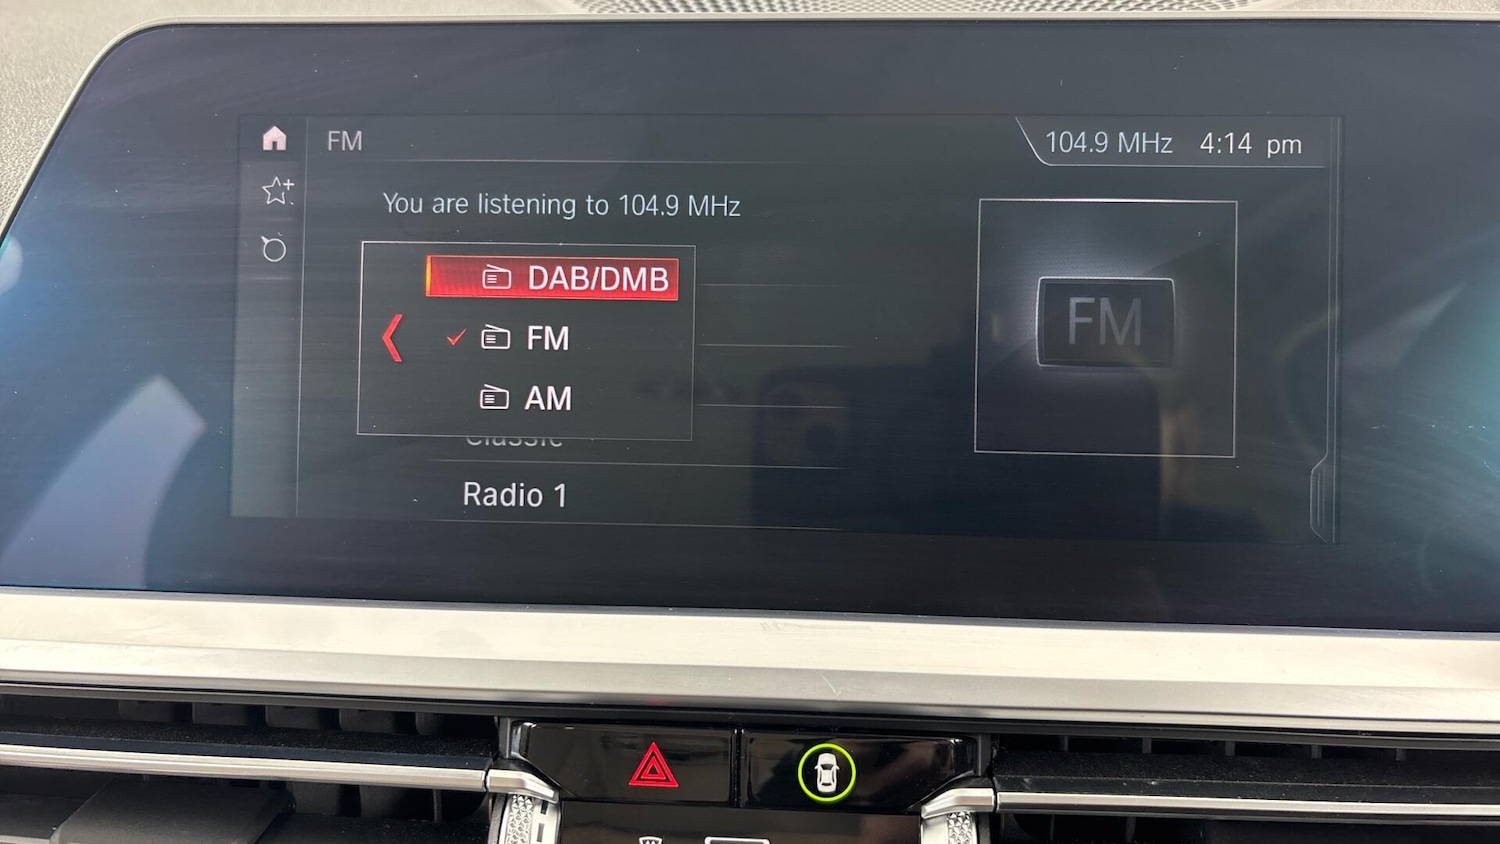 FM
104.9 MHz 4:14 pm
You are listening to 104.9 MHz
DAB/DMB
FM
AM
FM
Classic
Radio 1